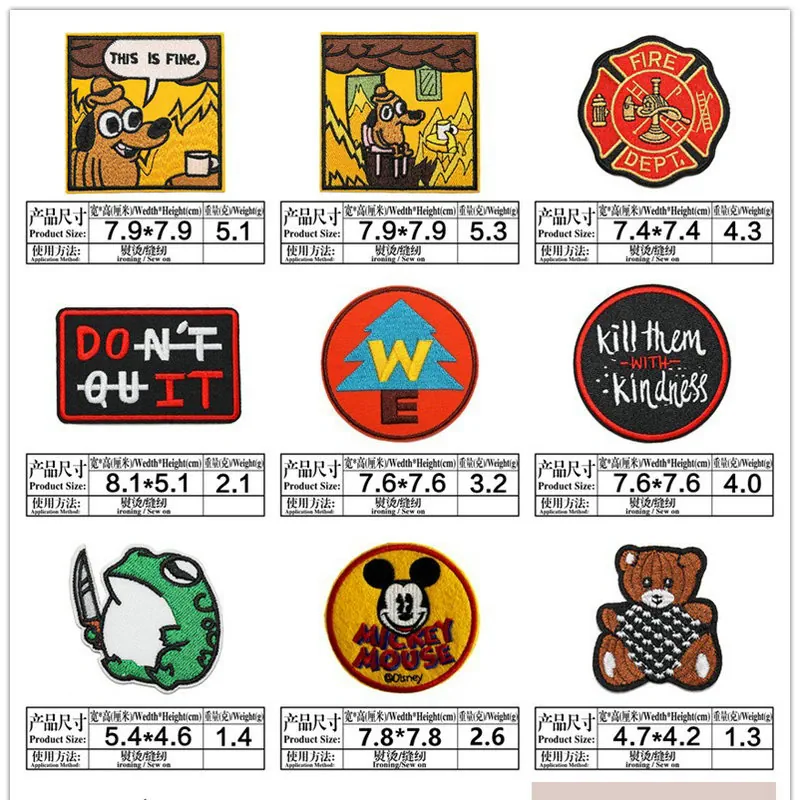 THIS IS FINE.
产品尺寸 宽*高(厘米)/Wedth*Height(cm) 重量(克)/Weight(g)
Product Size: 7.9*7.9 5.1
使用方法: 熨烫/缝纫
Application Method: ironing / Sew on
产品尺寸 宽*高(厘米)/Wedth*Height(cm) 重量(克)/Weight(g)
Product Size: 7.9*7.9 5.3
使用方法: 熨烫/缝纫
Application Method: ironing / Sew on
FIRE
DEPT.
产品尺寸 宽*高(厘米)/Wedth*Height(cm) 重量(克)/Weight(g)
Product Size: 7.4*7.4 4.3
使用方法: 熨烫/缝纫
Application Method: ironing / Sew on
DON'T
QUIT
产品尺寸 宽*高(厘米)/Wedth*Height(cm) 重量(克)/Weight(g)
Product Size: 8.1*5.1 2.1
使用方法: 熨烫/缝纫
Application Method: ironing / Sew on
W
E
产品尺寸 宽*高(厘米)/Wedth*Height(cm) 重量(克)/Weight(g)
Product Size: 7.6*7.6 3.2
使用方法: 熨烫/缝纫
Application Method: ironing / Sew on
kill them
WITH
kindness
产品尺寸 宽*高(厘米)/Wedth*Height(cm) 重量(克)/Weight(g)
Product Size: 7.6*7.6 4.0
使用方法: 熨烫/缝纫
Application Method: ironing / Sew on
产品尺寸 宽*高(厘米)/Wedth*Height(cm) 重量(克)/Weight(g)
Product Size: 5.4*4.6 1.4
使用方法: 熨烫/缝纫
Application Method: ironing / Sew on
MICKEY
MOUSE
©Disney
产品尺寸 宽*高(厘米)/Wedth*Height(cm) 重量(克)/Weight(g)
Product Size: 7.8*7.8 2.6
使用方法: 熨烫/缝纫
Application Method: Ironing / Sew on
产品尺寸 宽*高(厘米)/Wedth*Height(cm) 重量(克)/Weight(g)
Product Size: 4.7*4.2 1.3
使用方法: 熨烫/缝纫
Application Method: ironing / Sew on